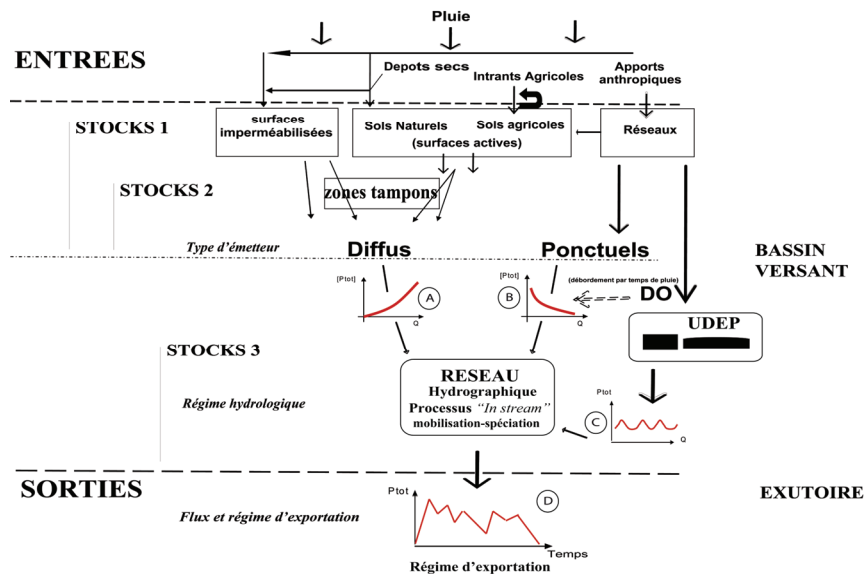 Pluie
ENTREES
Depots secs
Intrants Agricoles
Apports
anthropiques
STOCKS 1
surfaces
imperméabilisées
Sols Naturels
Sols agricoles
(surfaces actives)
Réseaux
STOCKS 2
zones tampons
Type d'émetteur
Diffus
Ponctuels
BASSIN
VERSANT
[Ptot]
A
Q
[Ptot]
B
Q
(débordement par temps de pluie)
DO
UDEP
STOCKS 3
RESEAU
Hydrographique
Processus “In stream”
mobilisation-spéciation
Régime hydrologique
Ptot
C
Q
SORTIES
EXUTOIRE
Flux et régime d'exportation
Ptot
D
Temps
Régime d'exportation